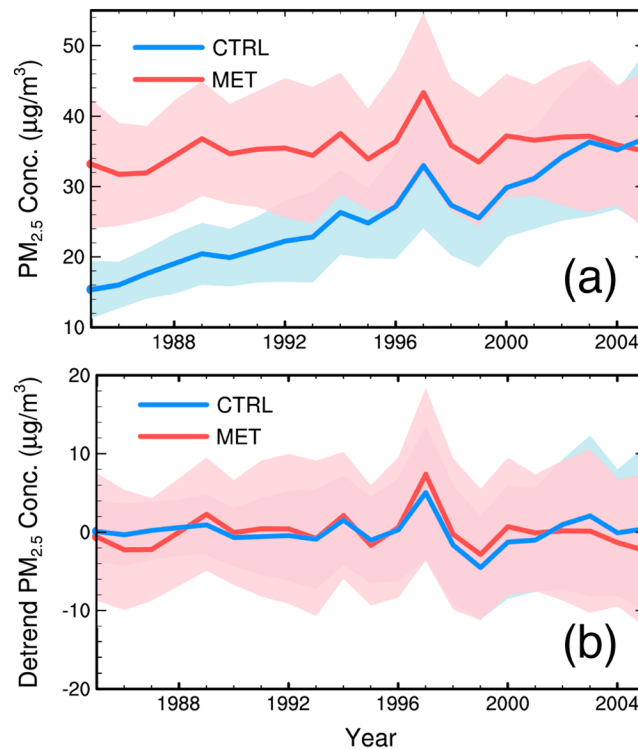 PM2.5 Conc. (μg/m3)
50
40
30
20
10
CTRL
MET
(a)
1988
1992
1996
2000
2004
Detrend PM2.5 Conc. (μg/m3)
20
10
0
-10
-20
CTRL
MET
(b)
1988
1992
1996
2000
2004
Year